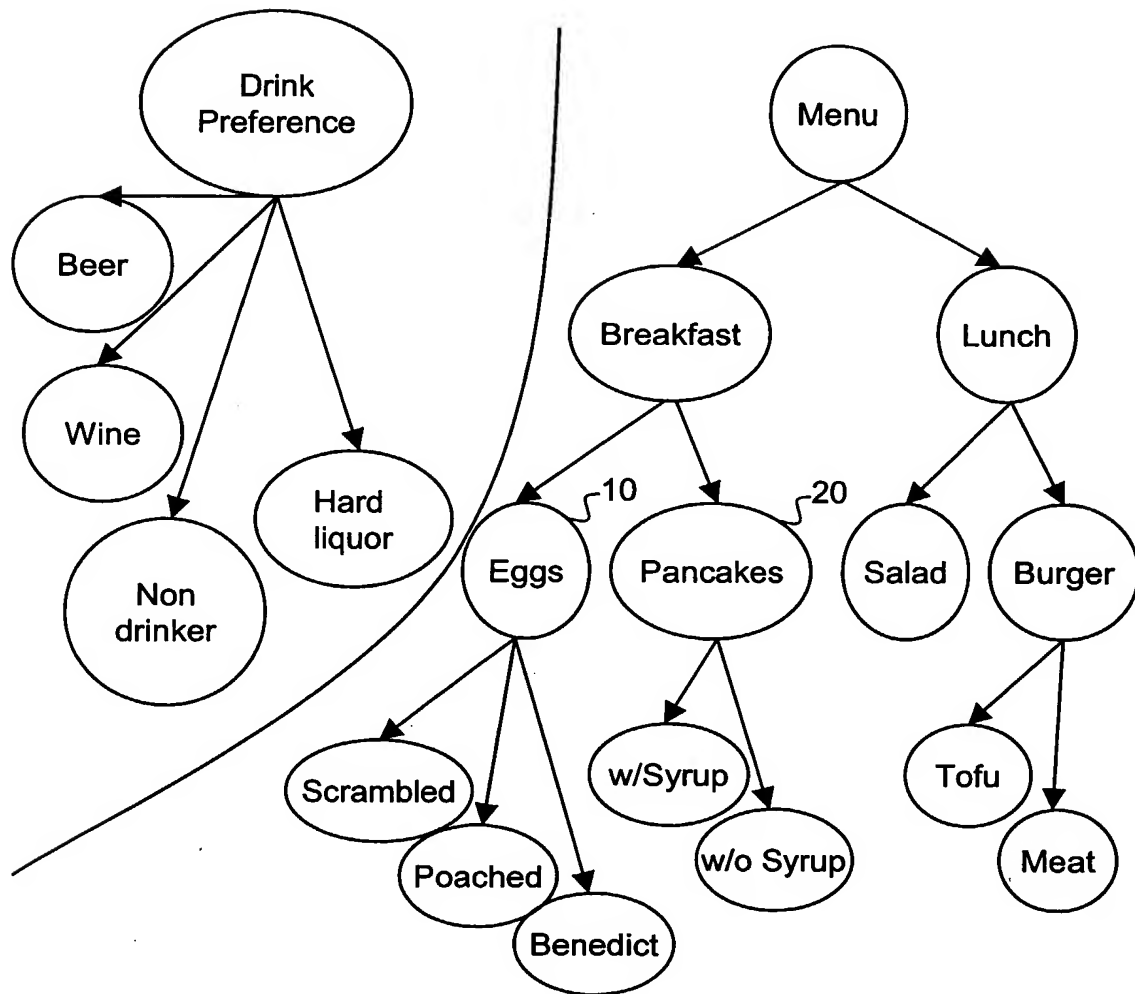 Drink
Preference
Beer
Wine
Non
drinker
Hard
liquor
Menu
Breakfast
Lunch
10
20
Eggs
Pancakes
Salad
Burger
Scrambled
Poached
Benedict
w/Syrup
w/o Syrup
Tofu
Meat